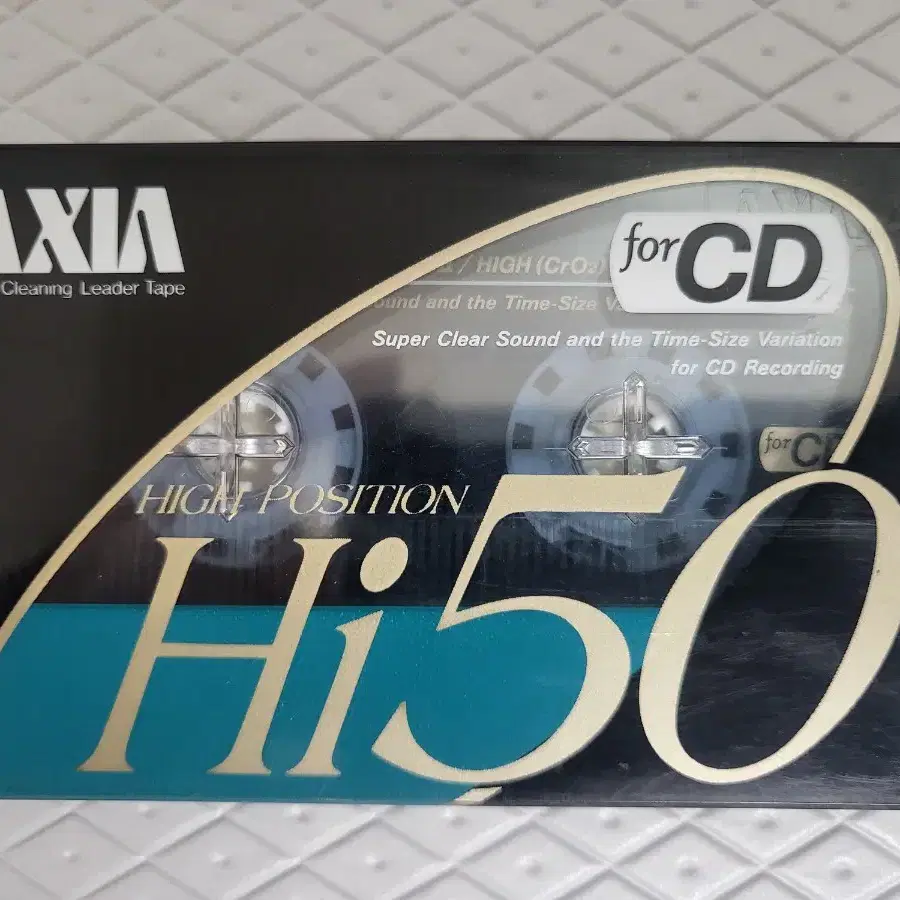 AXIA
Cleaning Leader Tape
for CD
/ HIGH (CrO₂)
ound and the Time-Size V
Super Clear Sound and the Time-Size Variation
for CD Recording
for C
HIGH POSITION
Hi50